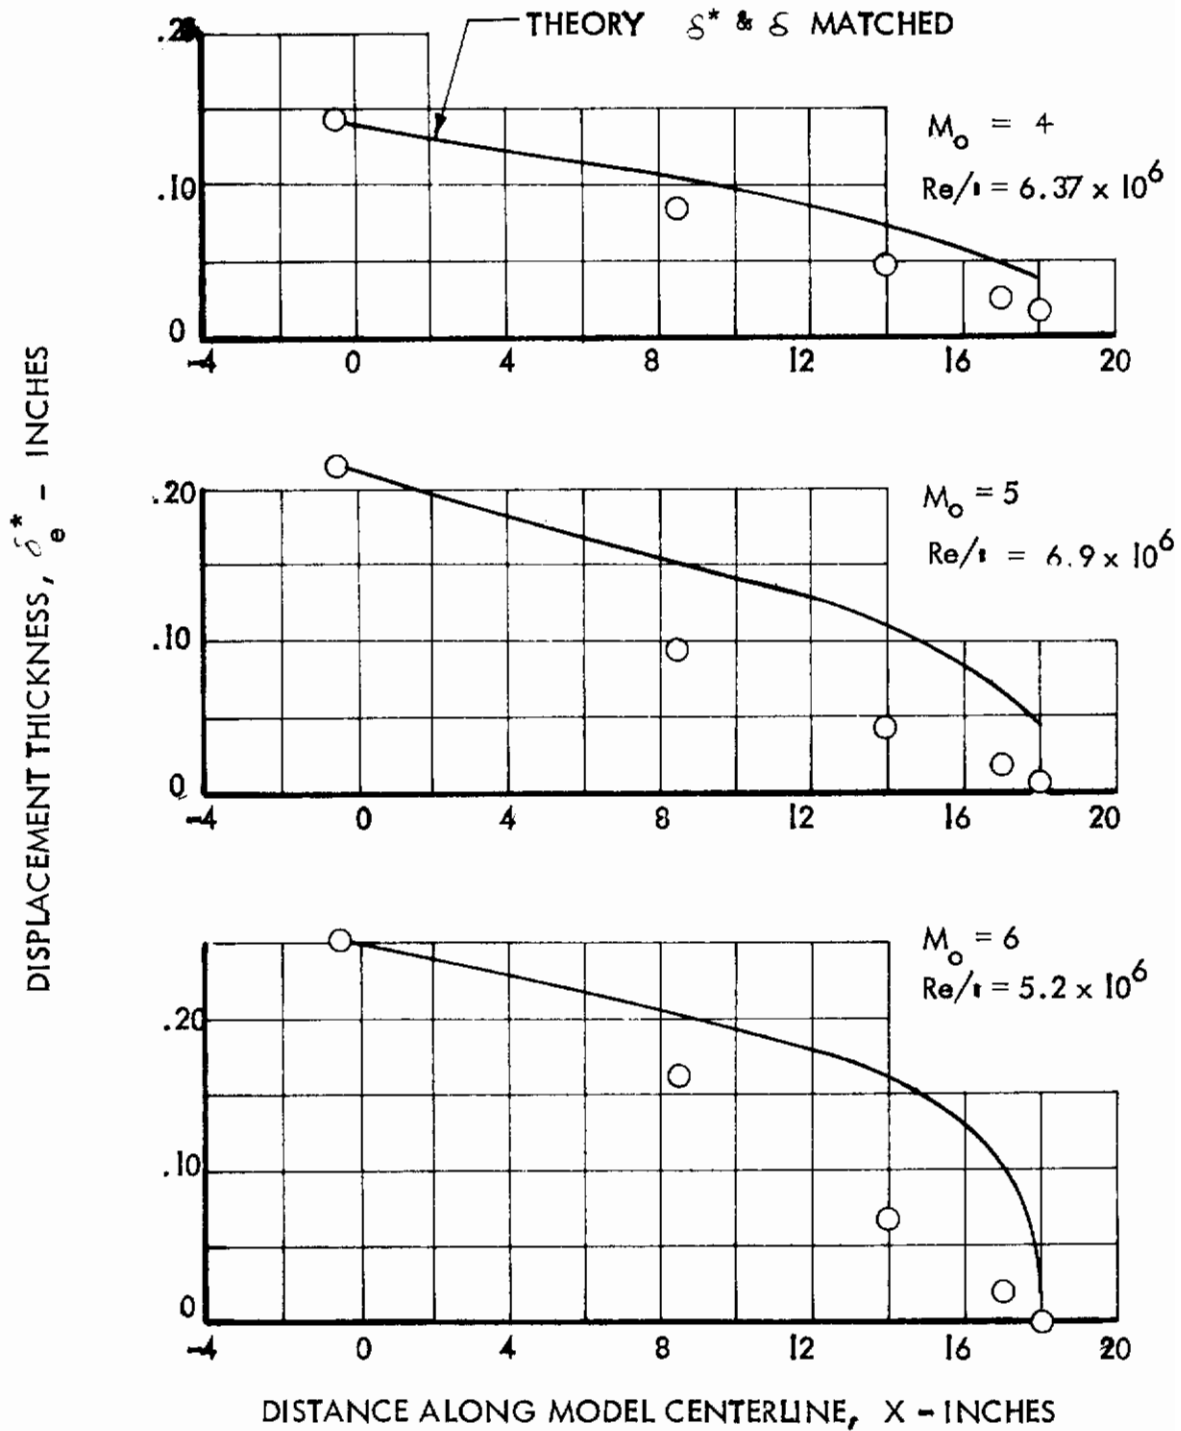 THEORY δ* & δ MATCHED
.20
.10
0
-4 0 4 8 12 16 20
M₀ = 4
Re/ı = 6.37 x 10⁶
.20
.10
0
-4 0 4 8 12 16 20
M₀ = 5
Re/ı = 6.9 x 10⁶
.20
.10
0
-4 0 4 8 12 16 20
M₀ = 6
Re/ı = 5.2 x 10⁶
DISPLACEMENT THICKNESS, δ*ₑ - INCHES
DISTANCE ALONG MODEL CENTERLINE, X - INCHES